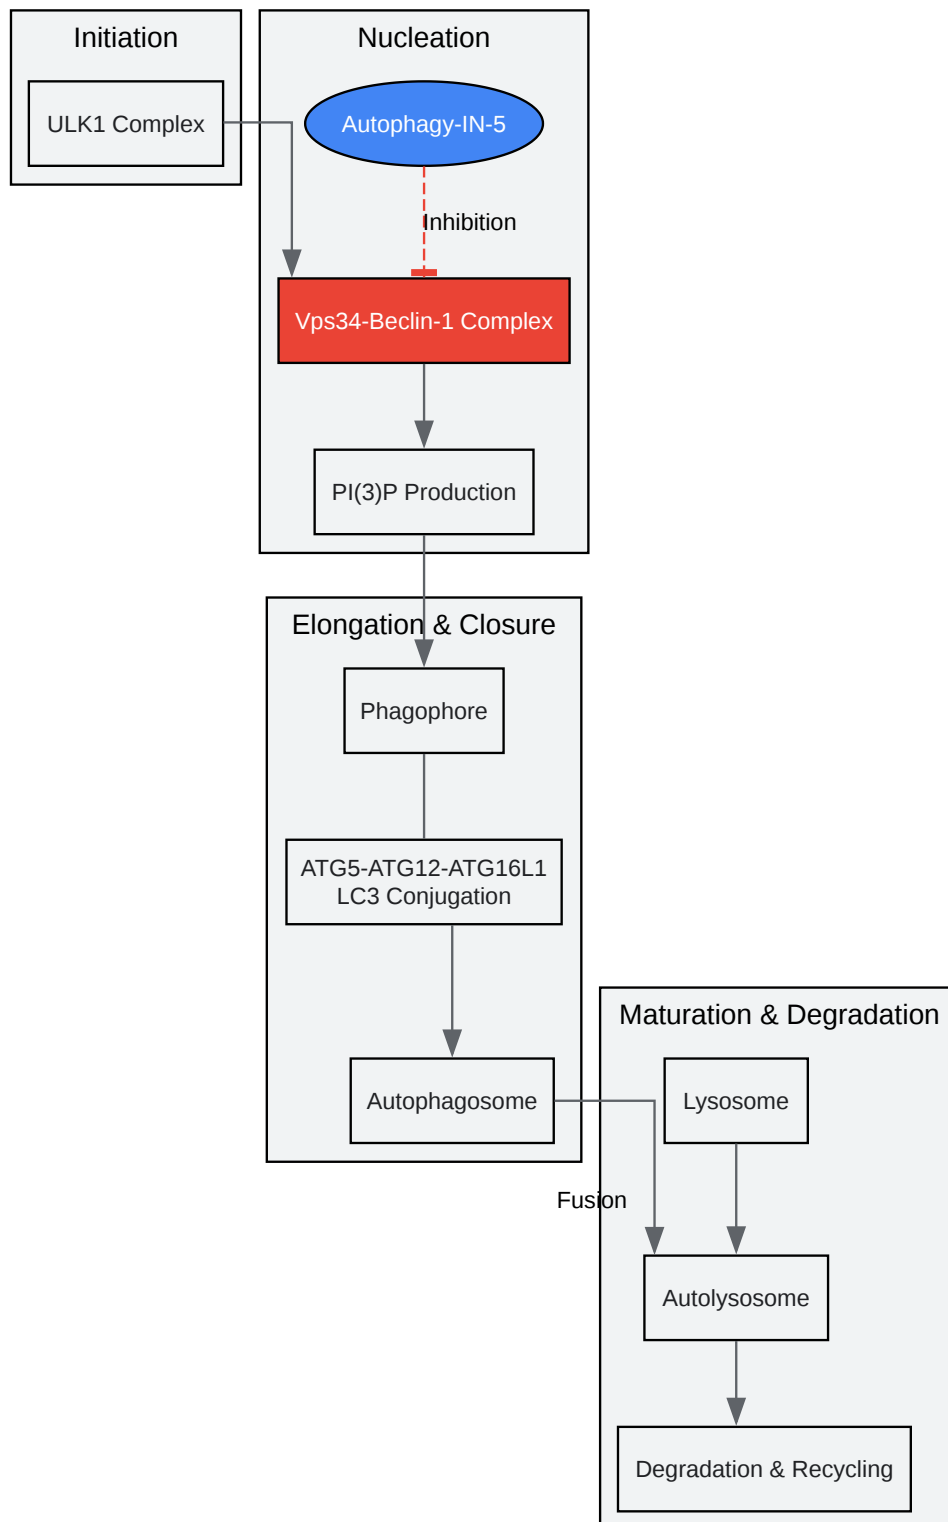 Initiation
ULK1 Complex
Nucleation
Autophagy-IN-5
Inhibition
Vps34-Beclin-1 Complex
PI(3)P Production
Elongation & Closure
Phagophore
ATG5-ATG12-ATG16L1
LC3 Conjugation
Autophagosome
Fusion
Maturation & Degradation
Lysosome
Autolysosome
Degradation & Recycling